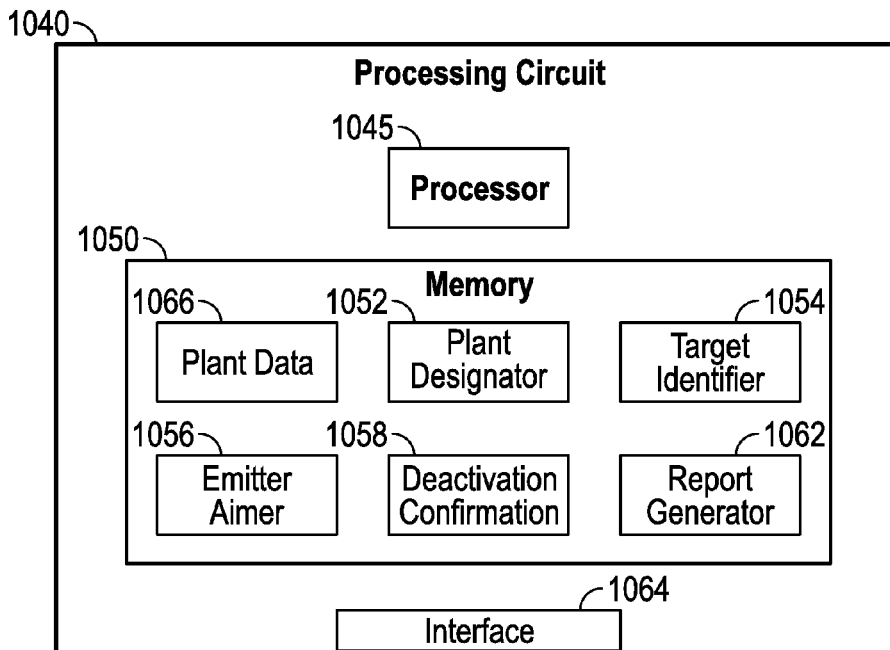 1040
Processing Circuit
1045
Processor
1050
Memory
1066
1052
1054
Plant Data
Plant
Designator
Target
Identifier
1056
1058
1062
Emitter
Aimer
Deactivation
Confirmation
Report
Generator
1064
Interface